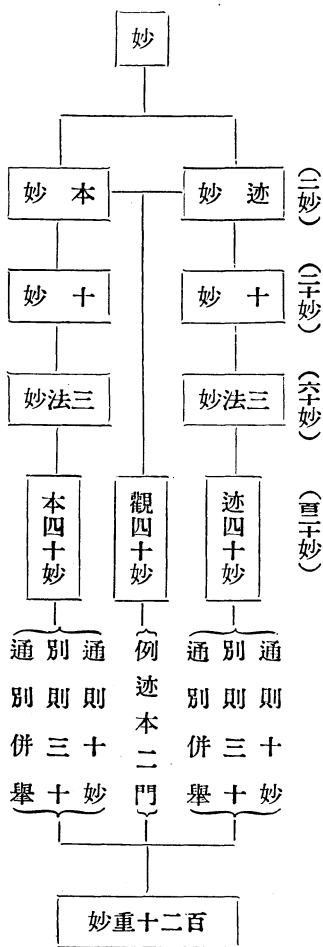 妙
迹妙
本妙
(二妙)
十妙
十妙
(二十妙)
三法妙
三法妙
(六十妙)
迹四十妙
觀四十妙
本四十妙
(百二十妙)
通則十妙
別則三十
通別併舉
例迹本二門
通則十妙
別則三十
通別併舉
百二十重妙